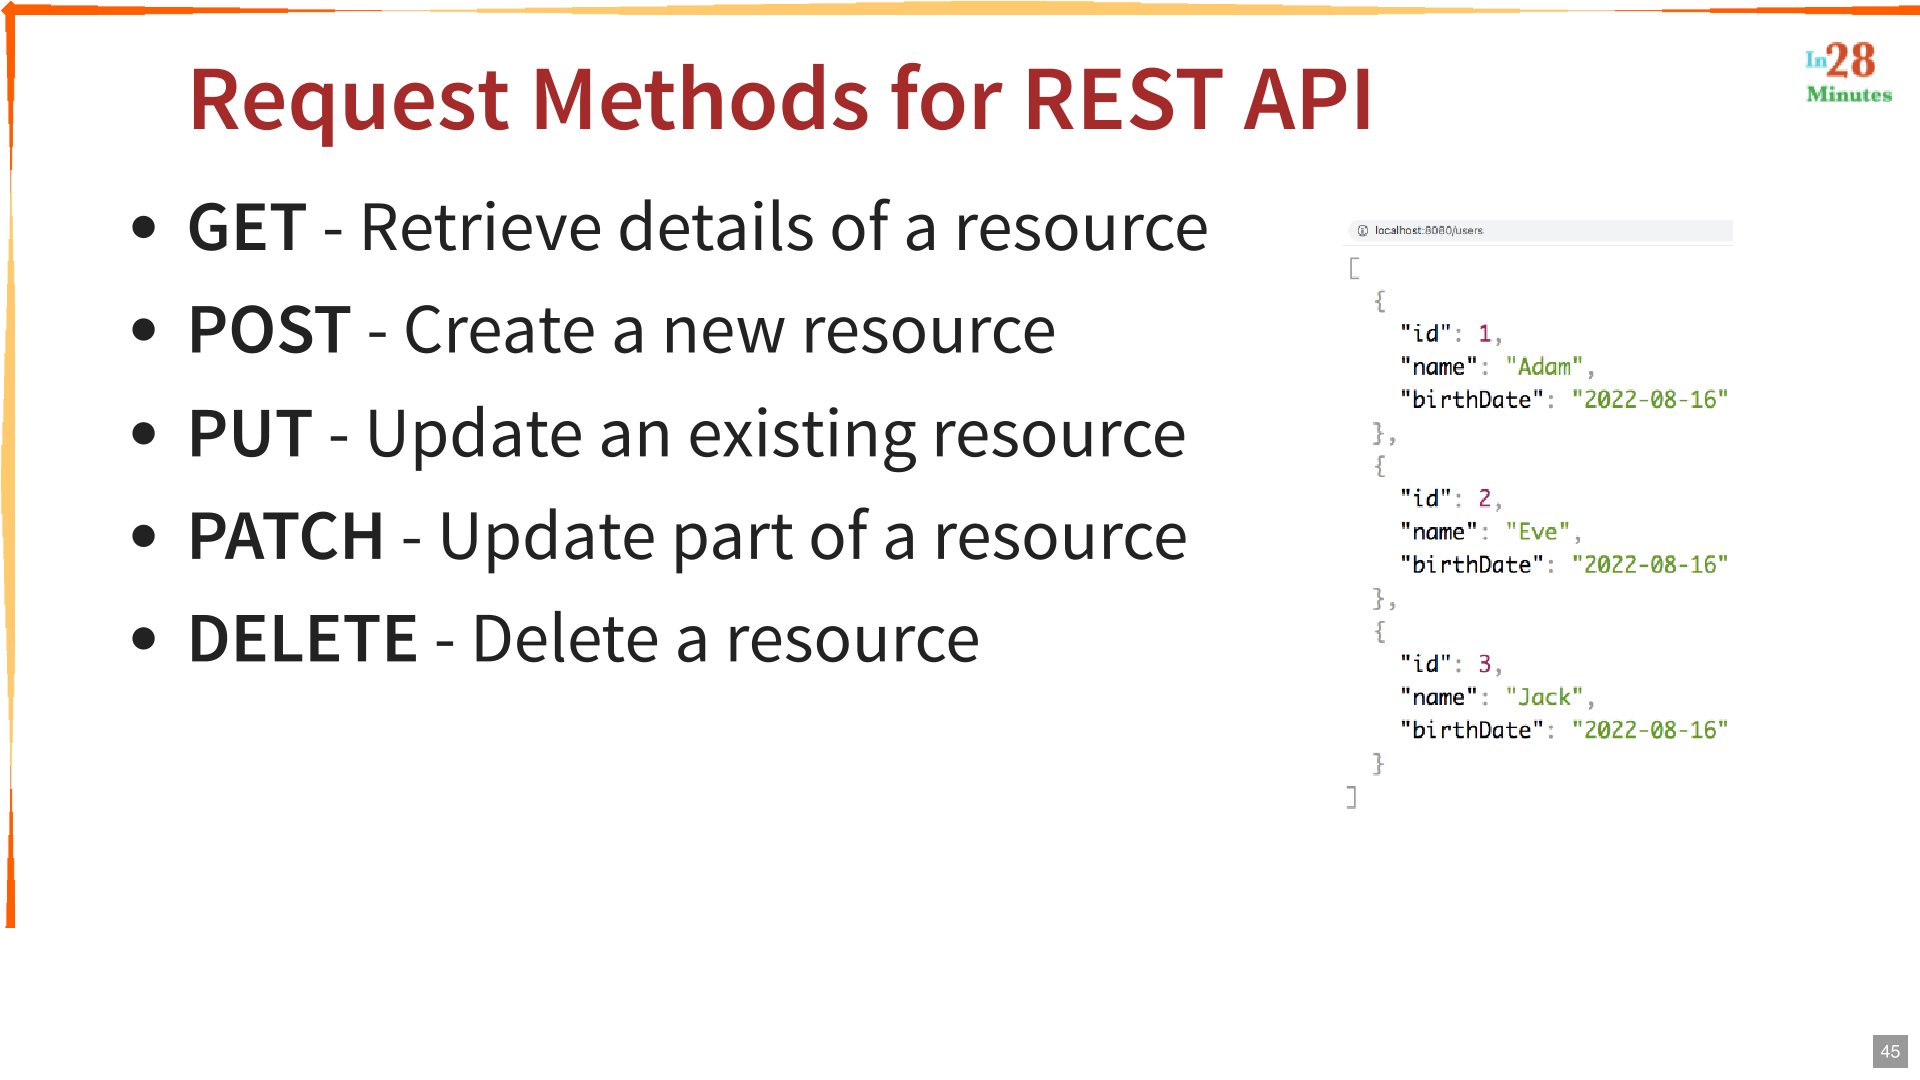 Request Methods for REST API
In28
Minutes
• GET - Retrieve details of a resource
• POST - Create a new resource
• PUT - Update an existing resource
• PATCH - Update part of a resource
• DELETE - Delete a resource
localhost:8080/users
[
{
"id": 1,
"name": "Adam",
"birthDate": "2022-08-16"
},
{
"id": 2,
"name": "Eve",
"birthDate": "2022-08-16"
},
{
"id": 3,
"name": "Jack",
"birthDate": "2022-08-16"
}
]
45